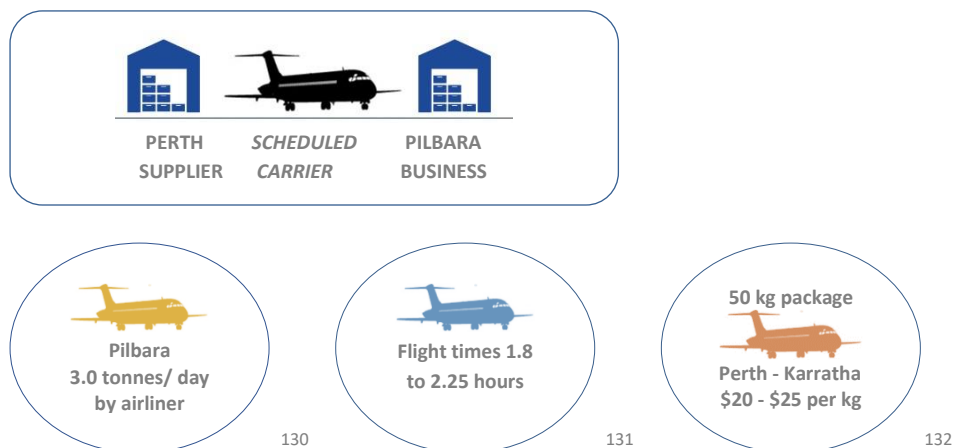 PERTH SUPPLIER
SCHEDULED CARRIER
PILBARA BUSINESS
Pilbara
3.0 tonnes/ day
by airliner
130
Flight times 1.8
to 2.25 hours
131
50 kg package
Perth - Karratha
$20 - $25 per kg
132